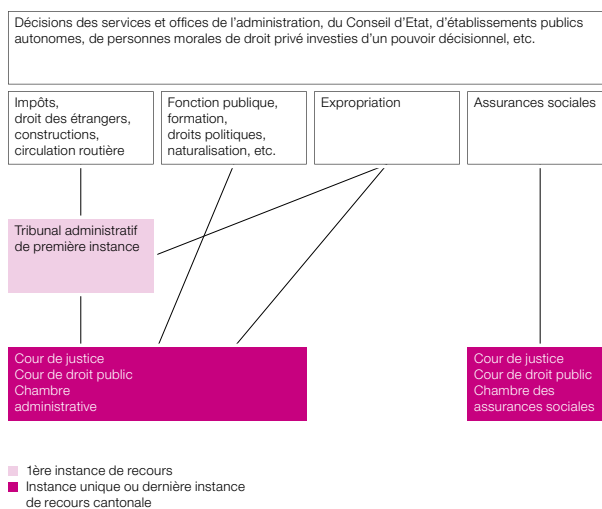 Décisions des services et offices de l’administration, du Conseil d’Etat, d’établissements publics
autonomes, de personnes morales de droit privé investies d’un pouvoir décisionnel, etc.
Impôts,
droit des étrangers,
constructions,
circulation routière
Fonction publique,
formation,
droits politiques,
naturalisation, etc.
Expropriation
Assurances sociales
Tribunal administratif
de première instance
Cour de justice
Cour de droit public
Chambre
administrative
Cour de justice
Cour de droit public
Chambre des
assurances sociales
1ère instance de recours
Instance unique ou dernière instance
de recours cantonale